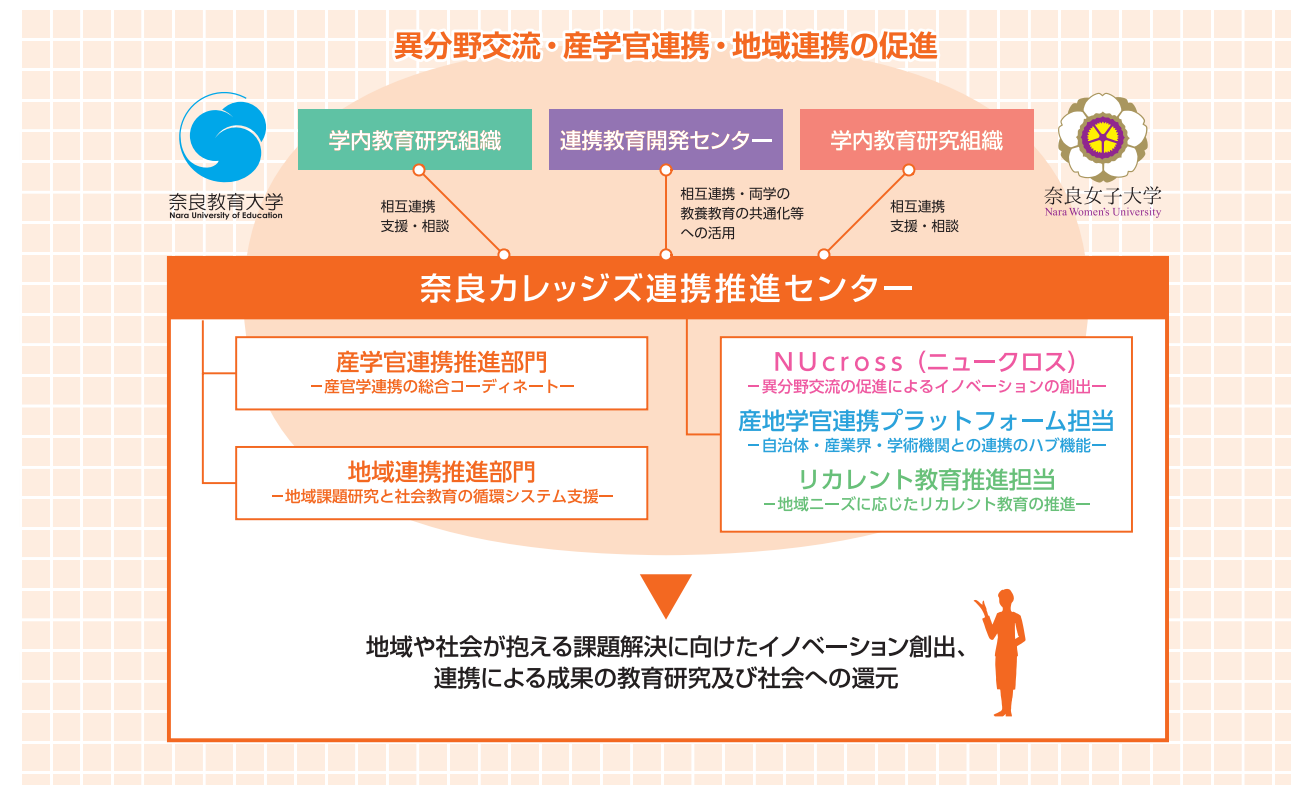 異分野交流・産学官連携・地域連携の促進
奈良教育大学
Nara University of Education
学内教育研究組織
連携教育開発センター
学内教育研究組織
奈良女子大学
Nara Women's University
相互連携
支援・相談
相互連携・両学の
教養教育の共通化等
への活用
相互連携
支援・相談
奈良カレッジズ連携推進センター
産学官連携推進部門
ー産官学連携の総合コーディネートー
地域連携推進部門
ー地域課題研究と社会教育の循環システム支援ー
NUcross（ニュークロス）
ー異分野交流の促進によるイノベーションの創出ー
産地学官連携プラットフォーム担当
ー自治体・産業界・学術機関との連携のハブ機能ー
リカレント教育推進担当
ー地域ニーズに応じたリカレント教育の推進ー
地域や社会が抱える課題解決に向けたイノベーション創出、
連携による成果の教育研究及び社会への還元